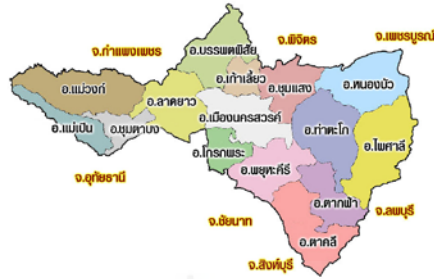 อ.บรรพตพิสัย
จ.พิจิตร
จ.เพชรบูรณ์
จ.กำแพงเพชร
อ.เก้าเลี้ยว
อ.แม่วงก์
อ.ชุมแสง
อ.หนองบัว
อ.ลาดยาว
อ.เมืองนครสวรรค์
อ.แม่เปิน
อ.ชุมตาบง
อ.ท่าตะโก
อ.ไพศาลี
อ.โกรกพระ
อ.พยุหะคีรี
จ.อุทัยธานี
อ.ตากฟ้า
จ.ชัยนาท
จ.ลพบุรี
อ.ตาคลี
จ.สิงห์บุรี